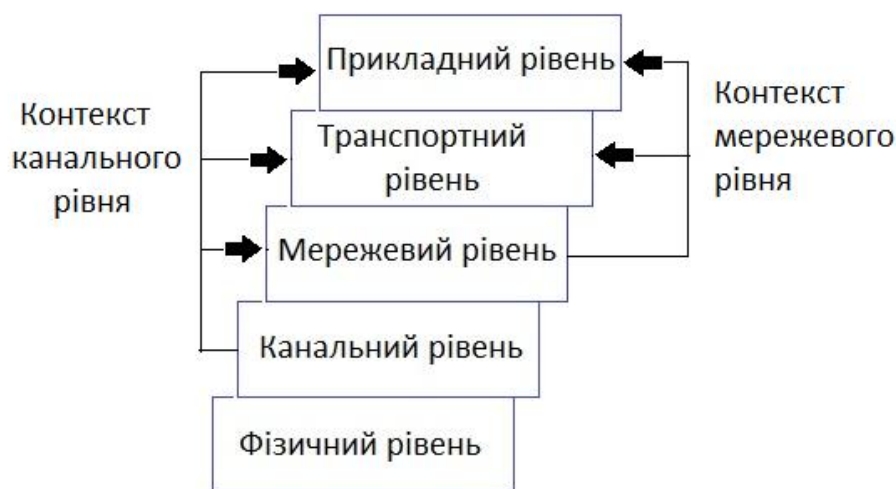 Прикладний рівень
Контекст
канального
рівня
Транспортний
рівень
Контекст
мережевого
рівня
Мережевий рівень
Канальний рівень
Фізичний рівень